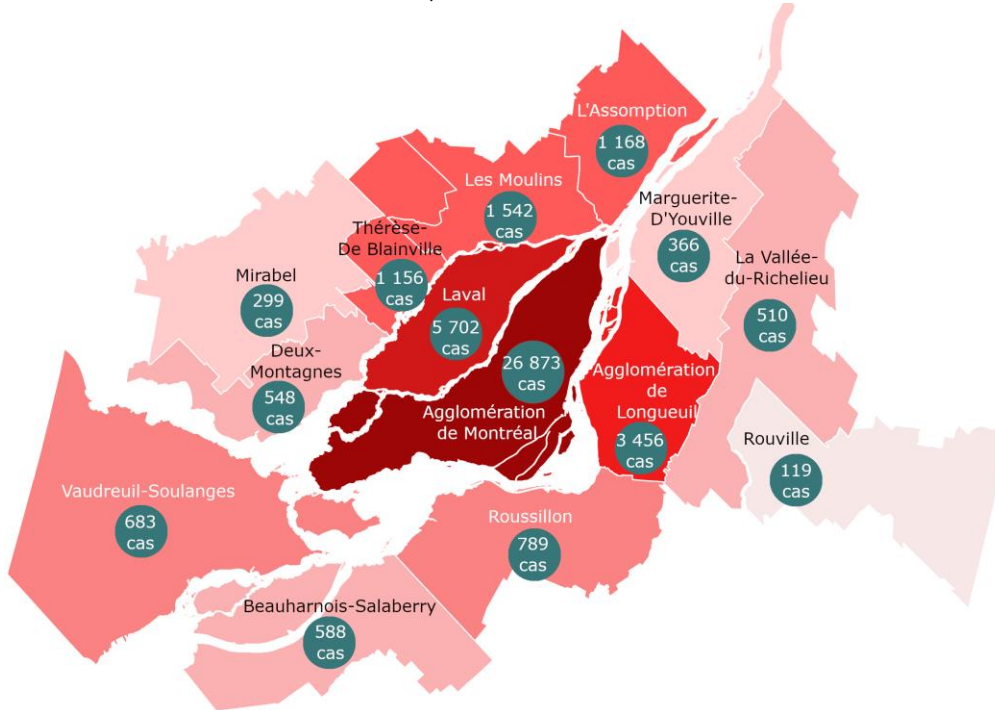 L'Assomption
1 168
cas
Les Moulins
1 542
cas
Marguerite-
D'Youville
366
cas
Thérèse-
De Blainville
1 156
cas
La Vallée-
du-Richelieu
510
cas
Mirabel
299
cas
Laval
5 702
cas
Deux-
Montagnes
548
cas
26 873
cas
Agglomération
de Montréal
Agglomération
de
Longueuil
3 456
cas
Rouville
119
cas
Vaudreuil-Soulanges
683
cas
Roussillon
789
cas
Beauharnois-Salaberry
588
cas